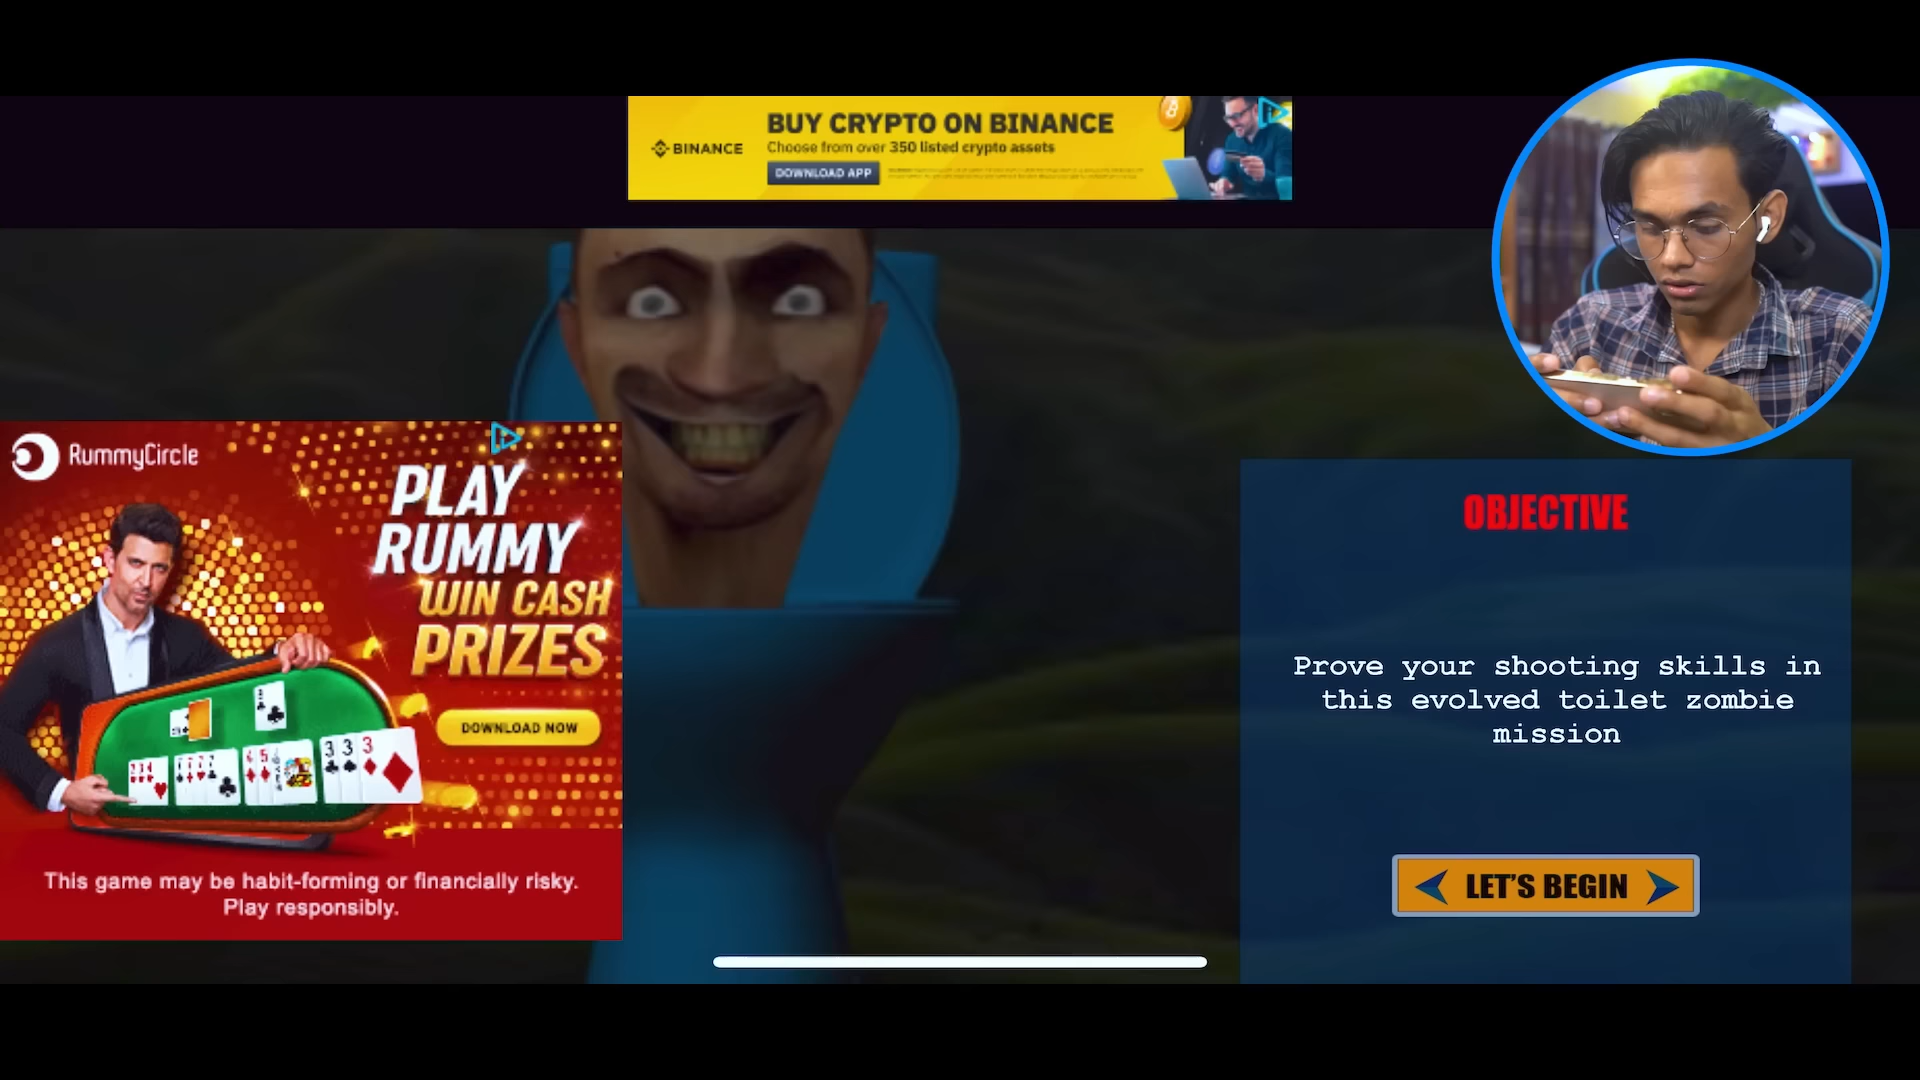 BUY CRYPTO ON BINANCE
BINANCE
Choose from over 350 listed crypto assets
DOWNLOAD APP
RummyCircle
PLAY
RUMMY
WIN CASH
PRIZES
DOWNLOAD NOW
This game may be habit-forming or financially risky.
Play responsibly.
OBJECTIVE
Prove your shooting skills in
this evolved toilet zombie
mission
LET'S BEGIN